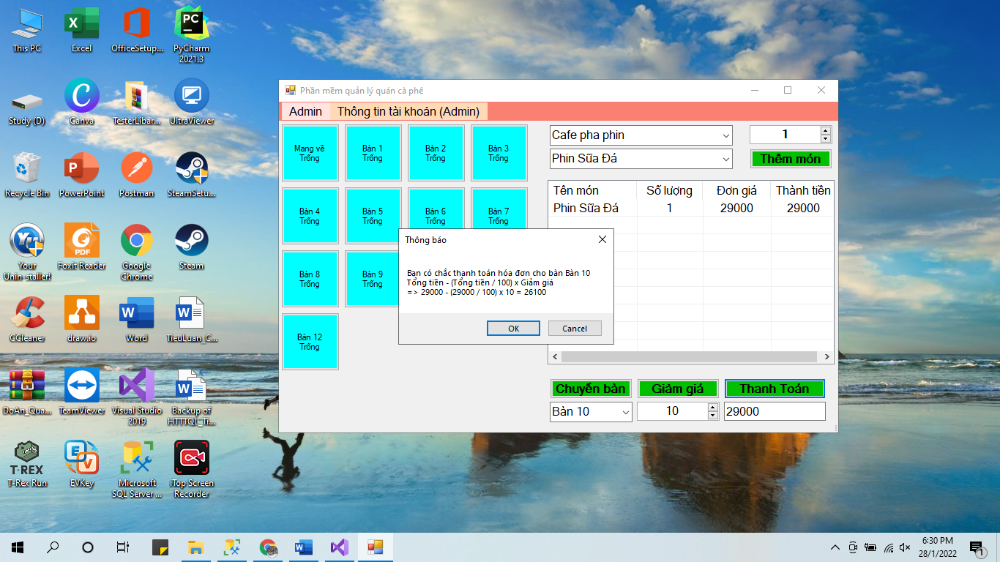 This PC
Excel
OfficeSetup...
PyCharm
2021.3
Study (D)
Canva
TesterLibar...
UltraViewer
Recycle Bin
PowerPoint
Postman
SteamSetu...
Your
Unin-staller!
Foxit Reader
Google
Chrome
Steam
CCleaner
draw.io
Word
TieuLuan_C...
DoAn_Qua...
TeamViewer
Visual Studio
2019
Backup of
HTTTQL_Ti...
T-REX
T-Rex Run
EVKey
Microsoft
SQL Server ...
iTop Screen
Recorder
Phần mềm quản lý quán cà phê
Admin Thông tin tài khoản (Admin)
Mang về
Trống
Bàn 1
Trống
Bàn 2
Trống
Bàn 3
Trống
Bàn 4
Trống
Bàn 5
Trống
Bàn 6
Trống
Bàn 7
Trống
Bàn 8
Trống
Bàn 9
Trống
Bàn 12
Trống
Cafe pha phin 1
Phin Sữa Đá Thêm món
Tên món Số lượng Đơn giá Thành tiền
Phin Sữa Đá 1 29000 29000
Thông báo
Bạn có chắc thanh toán hóa đơn cho bàn Bàn 10
Tổng tiền - (Tổng tiền / 100) x Giảm giá
=> 29000 - (29000 / 100) x 10 = 26100
OK Cancel
Chuyển bàn Giảm giá Thanh Toán
Bàn 10 10 29000
6:30 PM
28/1/2022
1